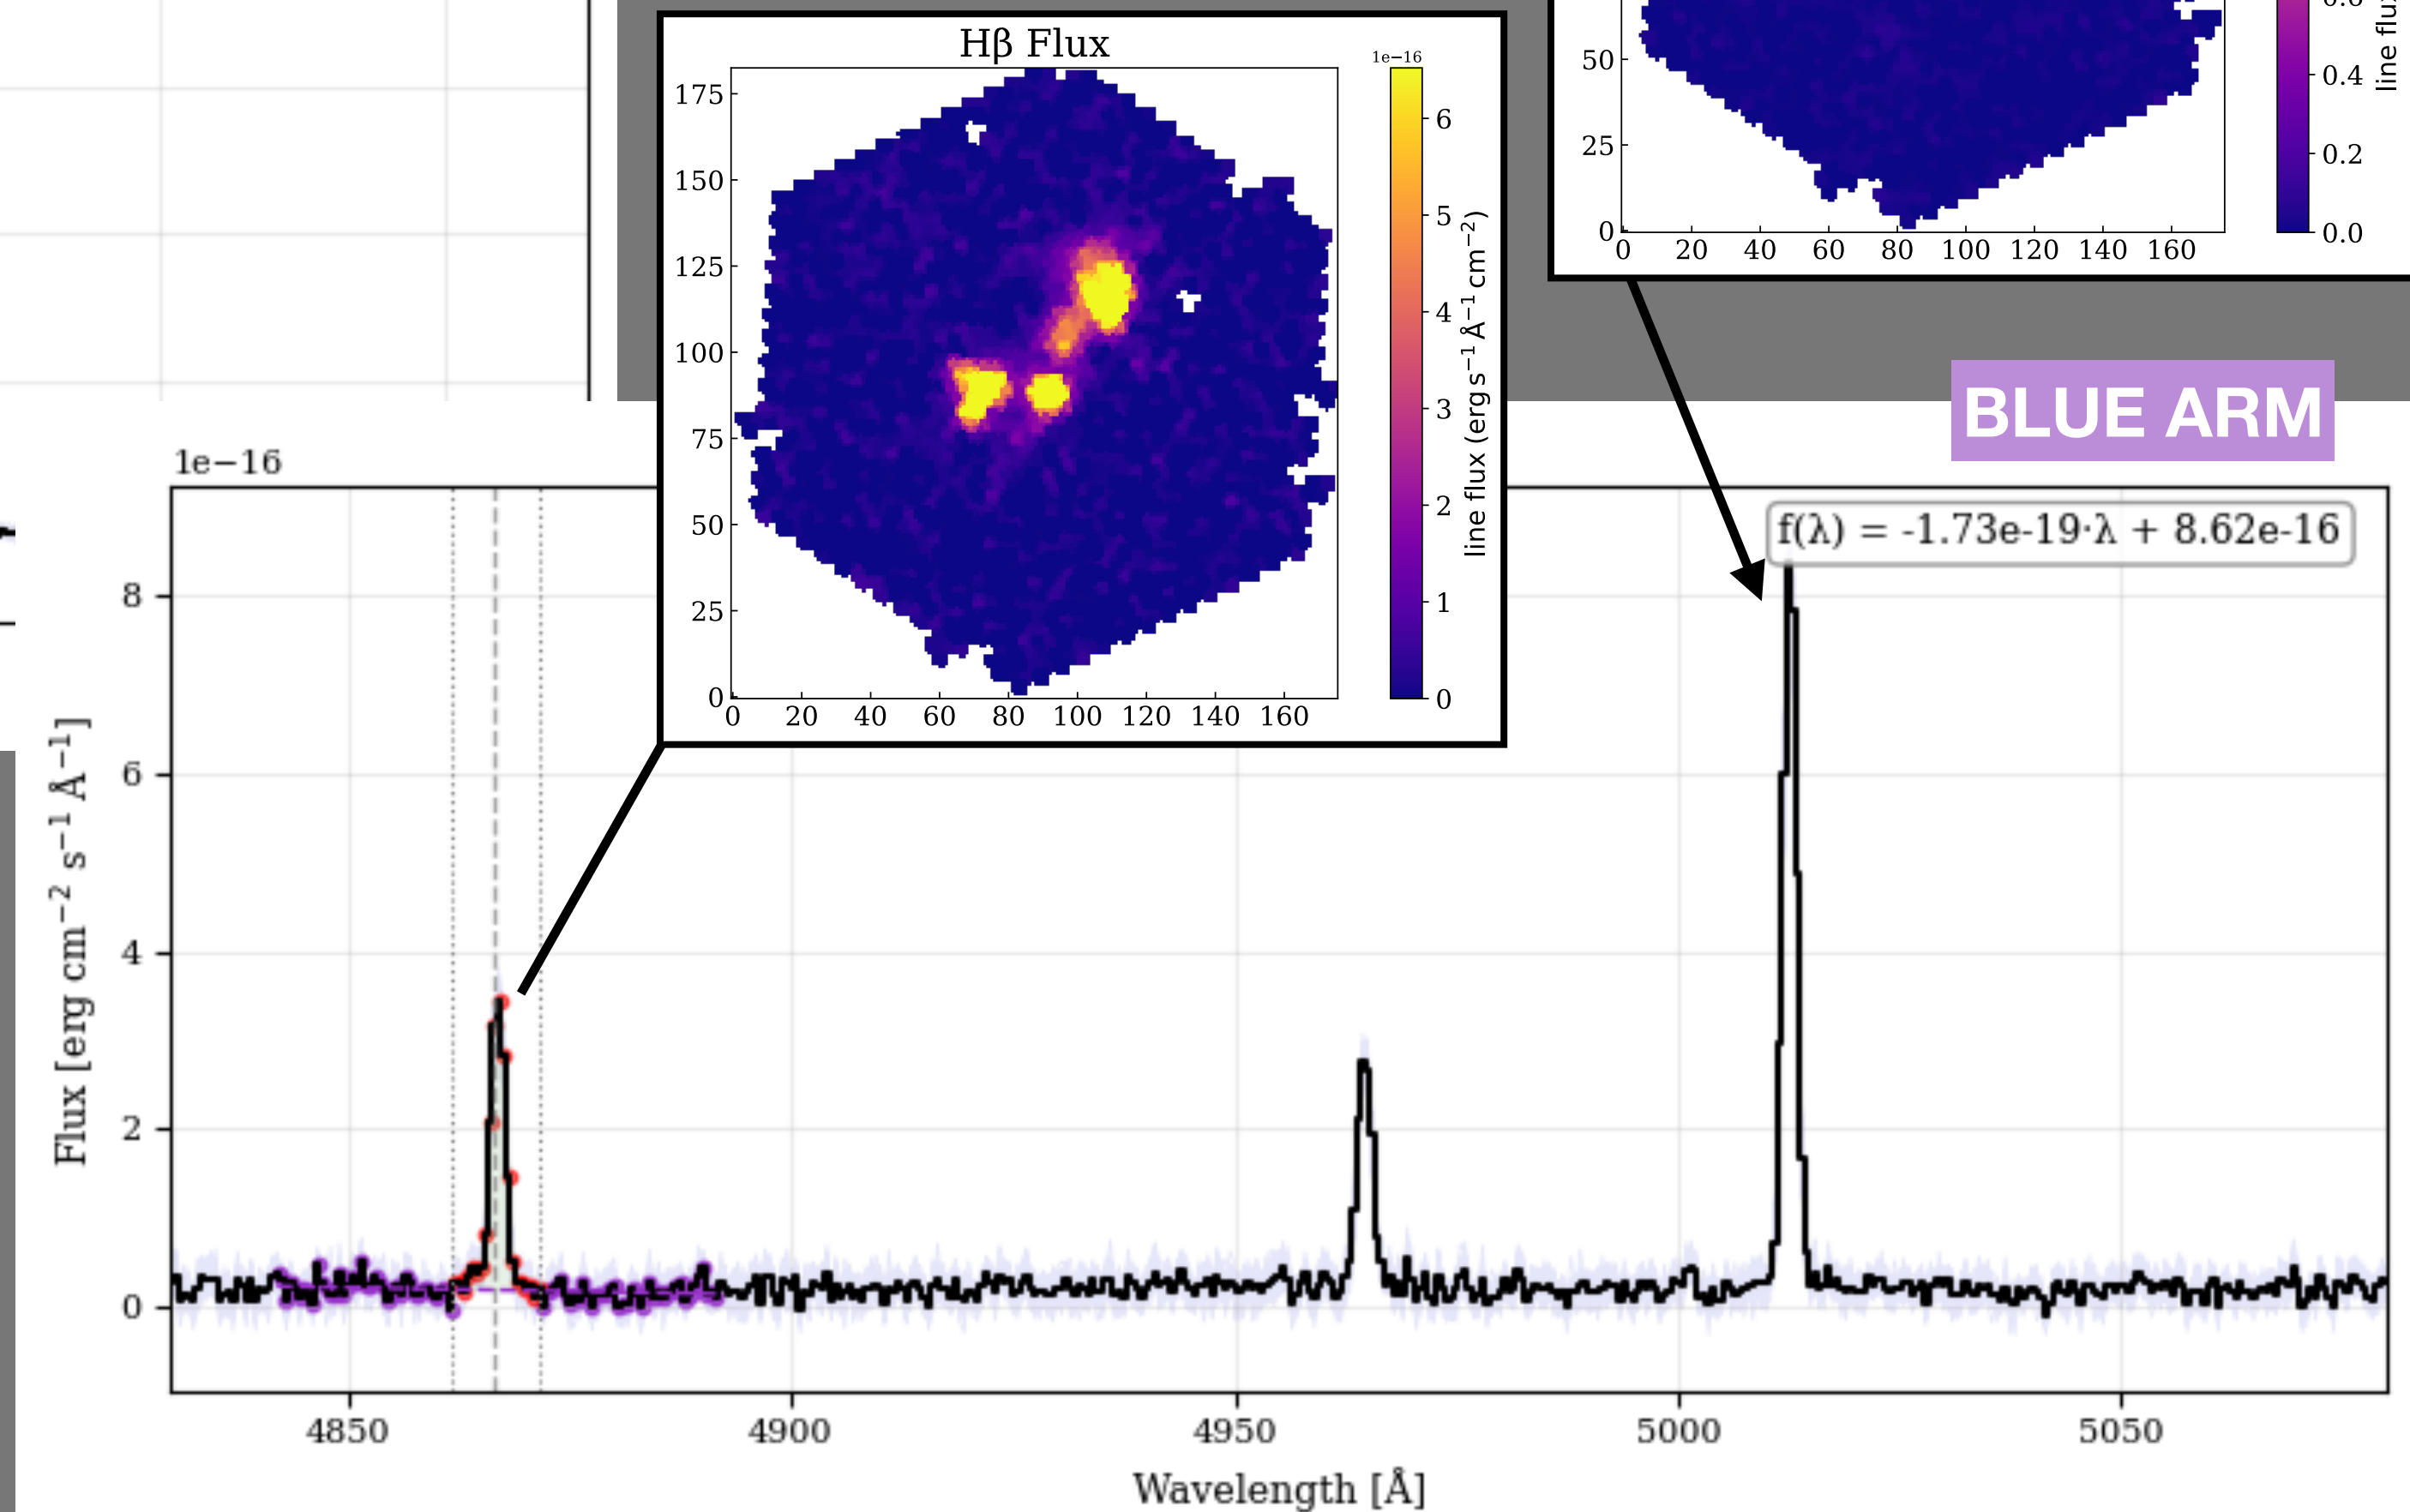 Hβ Flux
1e−16
175
150
125
100
75
50
25
0
0 20 40 60 80 100 120 140 160
6
5
4
3
2
1
0
line flux (erg s⁻¹ Å⁻¹ cm⁻²)
50
25
0
0 20 40 60 80 100 120 140 160
0.4
0.2
0.0
BLUE ARM
1e−16
f(λ) = -1.73e-19·λ + 8.62e-16
8
6
4
2
0
Flux [erg cm⁻² s⁻¹ Å⁻¹]
4850 4900 4950 5000 5050
Wavelength [Å]